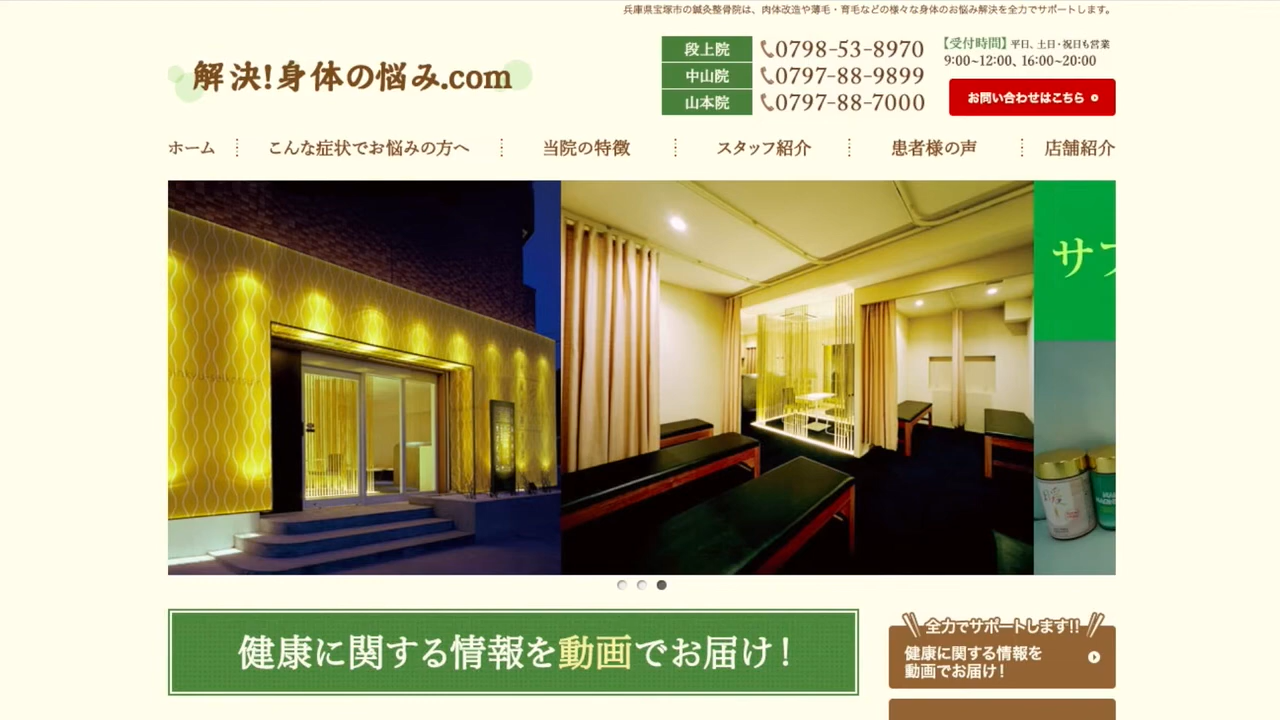 兵庫県宝塚市の鍼灸整骨院は、肉体改造や薄毛・育毛などの様々な身体のお悩み解決を全力でサポートします。
解決!身体の悩み.com
段上院 0798-53-8970
中山院 0797-88-9899
山本院 0797-88-7000
【受付時間】平日、土日・祝日も営業
9:00~12:00、16:00~20:00
お問い合わせはこちら
ホーム
こんな症状でお悩みの方へ
当院の特徴
スタッフ紹介
患者様の声
店舗紹介
サプ
健康に関する情報を動画でお届け!
全力でサポートします!!
健康に関する情報を
動画でお届け!